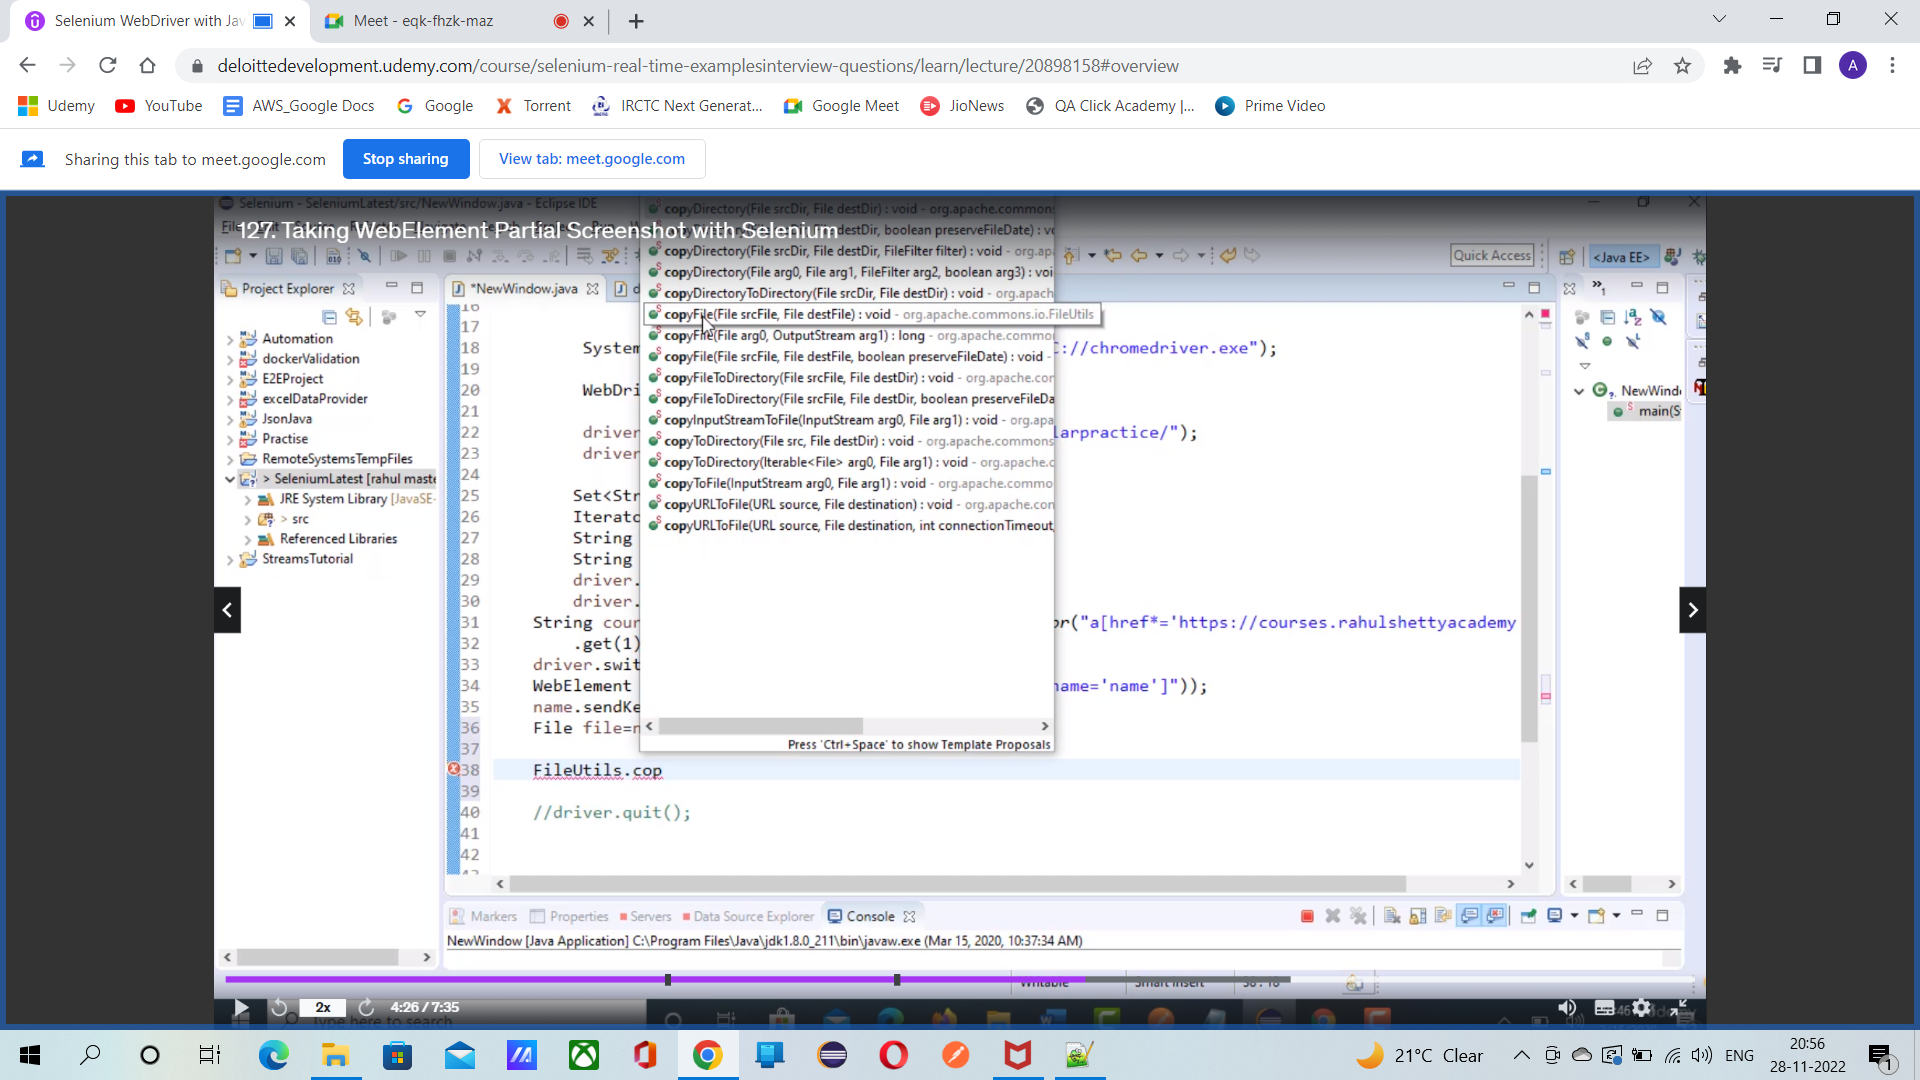 Selenium WebDriver with Jav
Meet - eqk-fhzk-maz
deloittedevelopment.udemy.com/course/selenium-real-time-examplesinterview-questions/learn/lecture/20898158#overview
A
Udemy
YouTube
AWS_Google Docs
Google
Torrent
IRCTC Next Generat...
Google Meet
JioNews
QA Click Academy |...
Prime Video
Sharing this tab to meet.google.com
Stop sharing
View tab: meet.google.com
Selenium - SeleniumLatest/src/NewWindow.java - Eclipse IDE
127. Taking WebElement Partial Screenshot with Selenium
Quick Access
<Java EE>
Project Explorer
*NewWindow.java
Automation
dockerValidation
E2EProject
excelDataProvider
JsonJava
Practise
RemoteSystemsTempFiles
> SeleniumLatest [rahul maste
JRE System Library [JavaSE-
> src
Referenced Libraries
StreamsTutorial
copyDirectory(File srcDir, File destDir) : void - org.apache.commons
copyDirectory(File srcDir, File destDir, boolean preserveFileDate) : v
copyDirectory(File srcDir, File destDir, FileFilter filter) : void - org.ap
copyDirectory(File arg0, File arg1, FileFilter arg2, boolean arg3) : voi
copyDirectoryToDirectory(File srcDir, File destDir) : void - org.apach
copyFile(File srcFile, File destFile) : void - org.apache.commons.io.FileUtils
copyFile(File arg0, OutputStream arg1) : long - org.apache.commo
copyFile(File srcFile, File destFile, boolean preserveFileDate) : void -
copyFileToDirectory(File srcFile, File destDir) : void - org.apache.cor
copyFileToDirectory(File srcFile, File destDir, boolean preserveFileDa
copyInputStreamToFile(InputStream arg0, File arg1) : void - org.apa
copyToDirectory(File src, File destDir) : void - org.apache.commons
copyToDirectory(Iterable<File> arg0, File arg1) : void - org.apache.c
copyToFile(InputStream arg0, File arg1) : void - org.apache.commo
copyURLToFile(URL source, File destination) : void - org.apache.con
copyURLToFile(URL source, File destination, int connectionTimeout,
Press 'Ctrl+Space' to show Template Proposals
16
17
18 System ://chromedriver.exe");
19
20 WebDri
21
22 driver larpractice/");
23 driver
24
25 Set<Str
26 Iterato
27 String
28 String
29 driver.
30 driver.
31 String cour or("a[href*='https://courses.rahulshettyacademy
32 .get(1)
33 driver.swit
34 WebElement name='name']"));
35 name.sendKe
36 File file=n
37
38 FileUtils.cop
39
40 //driver.quit();
41
42
NewWind
main(S
Markers
Properties
Servers
Data Source Explorer
Console
NewWindow [Java Application] C:\Program Files\Java\jdk1.8.0_211\bin\javaw.exe (Mar 15, 2020, 10:37:34 AM)
Writable
Smart Insert
38 : 18
2x
4:26 / 7:35
Type here to search
21°C Clear
ENG
20:56
28-11-2022
1